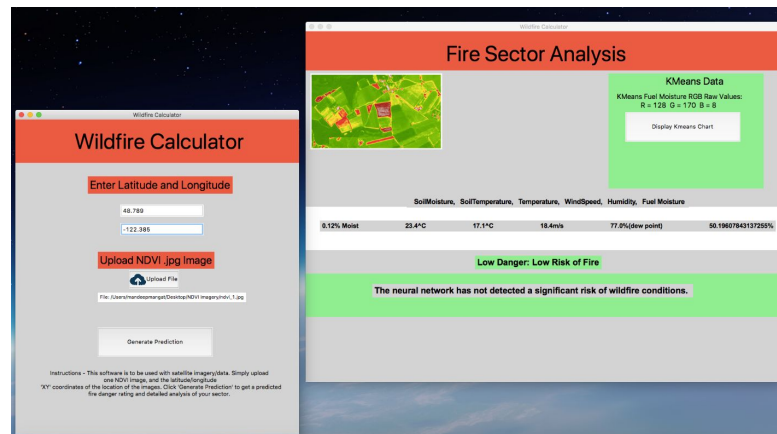 Wildfire Calculator
Fire Sector Analysis
KMeans Data
KMeans Fuel Moisture RGB Raw Values:
R = 128 G = 170 B = 8
Display Kmeans Chart
SoilMoisture, SoilTemperature, Temperature, WindSpeed, Humidity, Fuel Moisture
0.12% Moist 23.4^C 17.1^C 18.4m/s 77.0%(dew point) 50.19607843137255%
Low Danger: Low Risk of Fire
The neural network has not detected a significant risk of wildfire conditions.
Wildfire Calculator
Wildfire Calculator
Enter Latitude and Longitude
48.789
-122.385
Upload NDVI .jpg Image
Upload File
File: /Users/mandeepmangat/Desktop/NDVI imagery/ndvi_1.jpg
Generate Prediction
Instructions - This software is to be used with satellite imagery/data. Simply upload
one NDVI image, and the latitude/longitude
'XY' coordinates of the location of the images. Click 'Generate Prediction' to get a predicted
fire danger rating and detailed analysis of your sector.